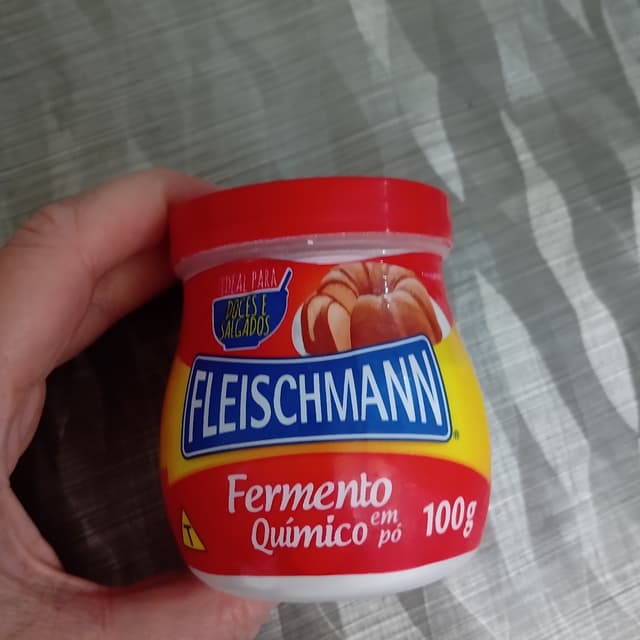 IDEAL PARA
DOCES E
SALGADOS
FLEISCHMANN®
Fermento
Químico em pó
100g
T